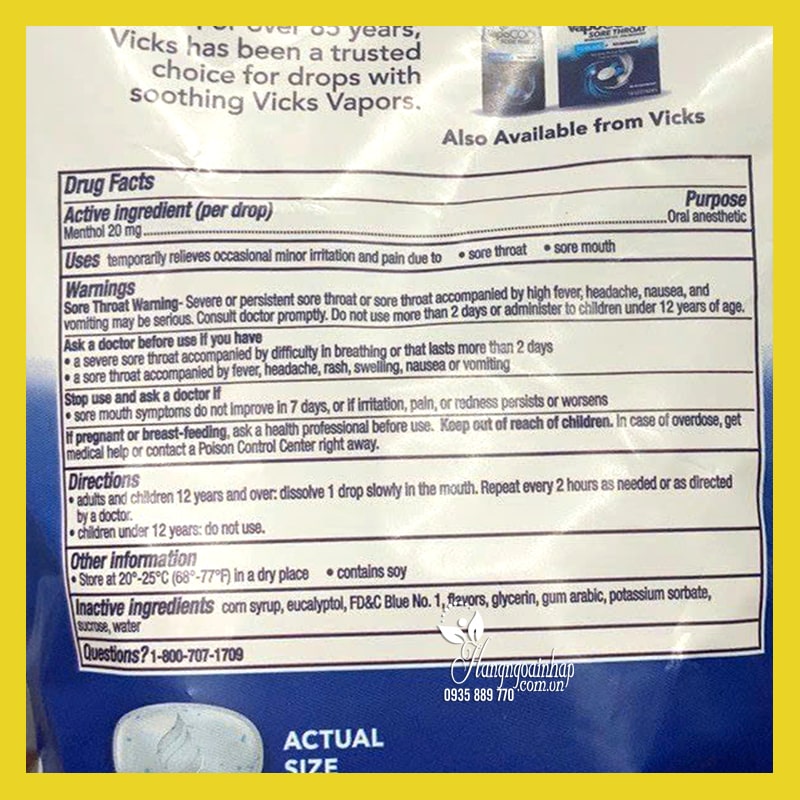 For over 85 years,
Vicks has been a trusted
choice for drops with
soothing Vicks Vapors.
SORE THROAT
Also Available from Vicks
Drug Facts
Active ingredient (per drop) Purpose
Menthol 20 mg Oral anesthetic
Uses temporarily relieves occasional minor irritation and pain due to • sore throat • sore mouth
Warnings
Sore Throat Warning- Severe or persistent sore throat or sore throat accompanied by high fever, headache, nausea, and
vomiting may be serious. Consult doctor promptly. Do not use more than 2 days or administer to children under 12 years of age.
Ask a doctor before use if you have
• a severe sore throat accompanied by difficulty in breathing or that lasts more than 2 days
• a sore throat accompanied by fever, headache, rash, swelling, nausea or vomiting
Stop use and ask a doctor if
• sore mouth symptoms do not improve in 7 days, or if irritation, pain, or redness persists or worsens
If pregnant or breast-feeding, ask a health professional before use. Keep out of reach of children. In case of overdose, get
medical help or contact a Poison Control Center right away.
Directions
• adults and children 12 years and over: dissolve 1 drop slowly in the mouth. Repeat every 2 hours as needed or as directed
by a doctor.
• children under 12 years: do not use.
Other information
• Store at 20°-25°C (68°-77°F) in a dry place • contains soy
Inactive ingredients corn syrup, eucalyptol, FD&C Blue No. 1, flavors, glycerin, gum arabic, potassium sorbate,
sucrose, water
Questions? 1-800-707-1709
Hangngoainhap
.com.vn
0935 889 770
ACTUAL
SIZE